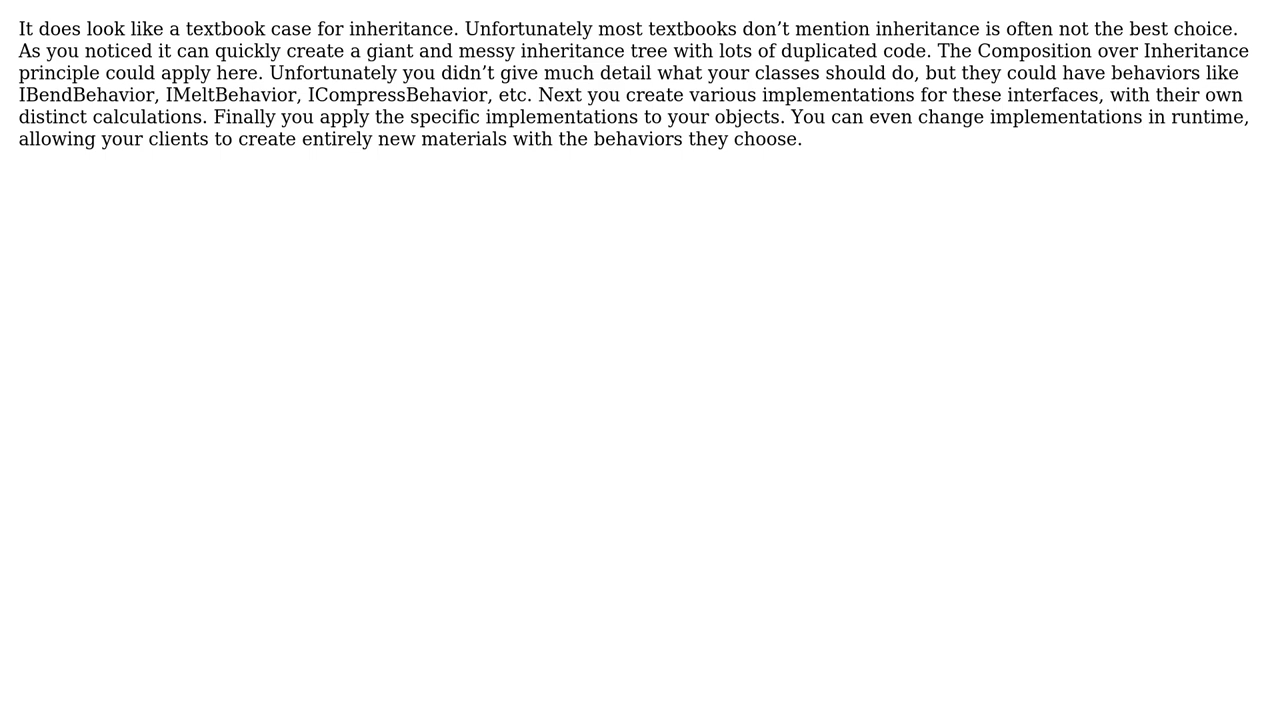 It does look like a textbook case for inheritance. Unfortunately most textbooks don’t mention inheritance is often not the best choice.
As you noticed it can quickly create a giant and messy inheritance tree with lots of duplicated code. The Composition over Inheritance
principle could apply here. Unfortunately you didn’t give much detail what your classes should do, but they could have behaviors like
IBendBehavior, IMeltBehavior, ICompressBehavior, etc. Next you create various implementations for these interfaces, with their own
distinct calculations. Finally you apply the specific implementations to your objects. You can even change implementations in runtime,
allowing your clients to create entirely new materials with the behaviors they choose.